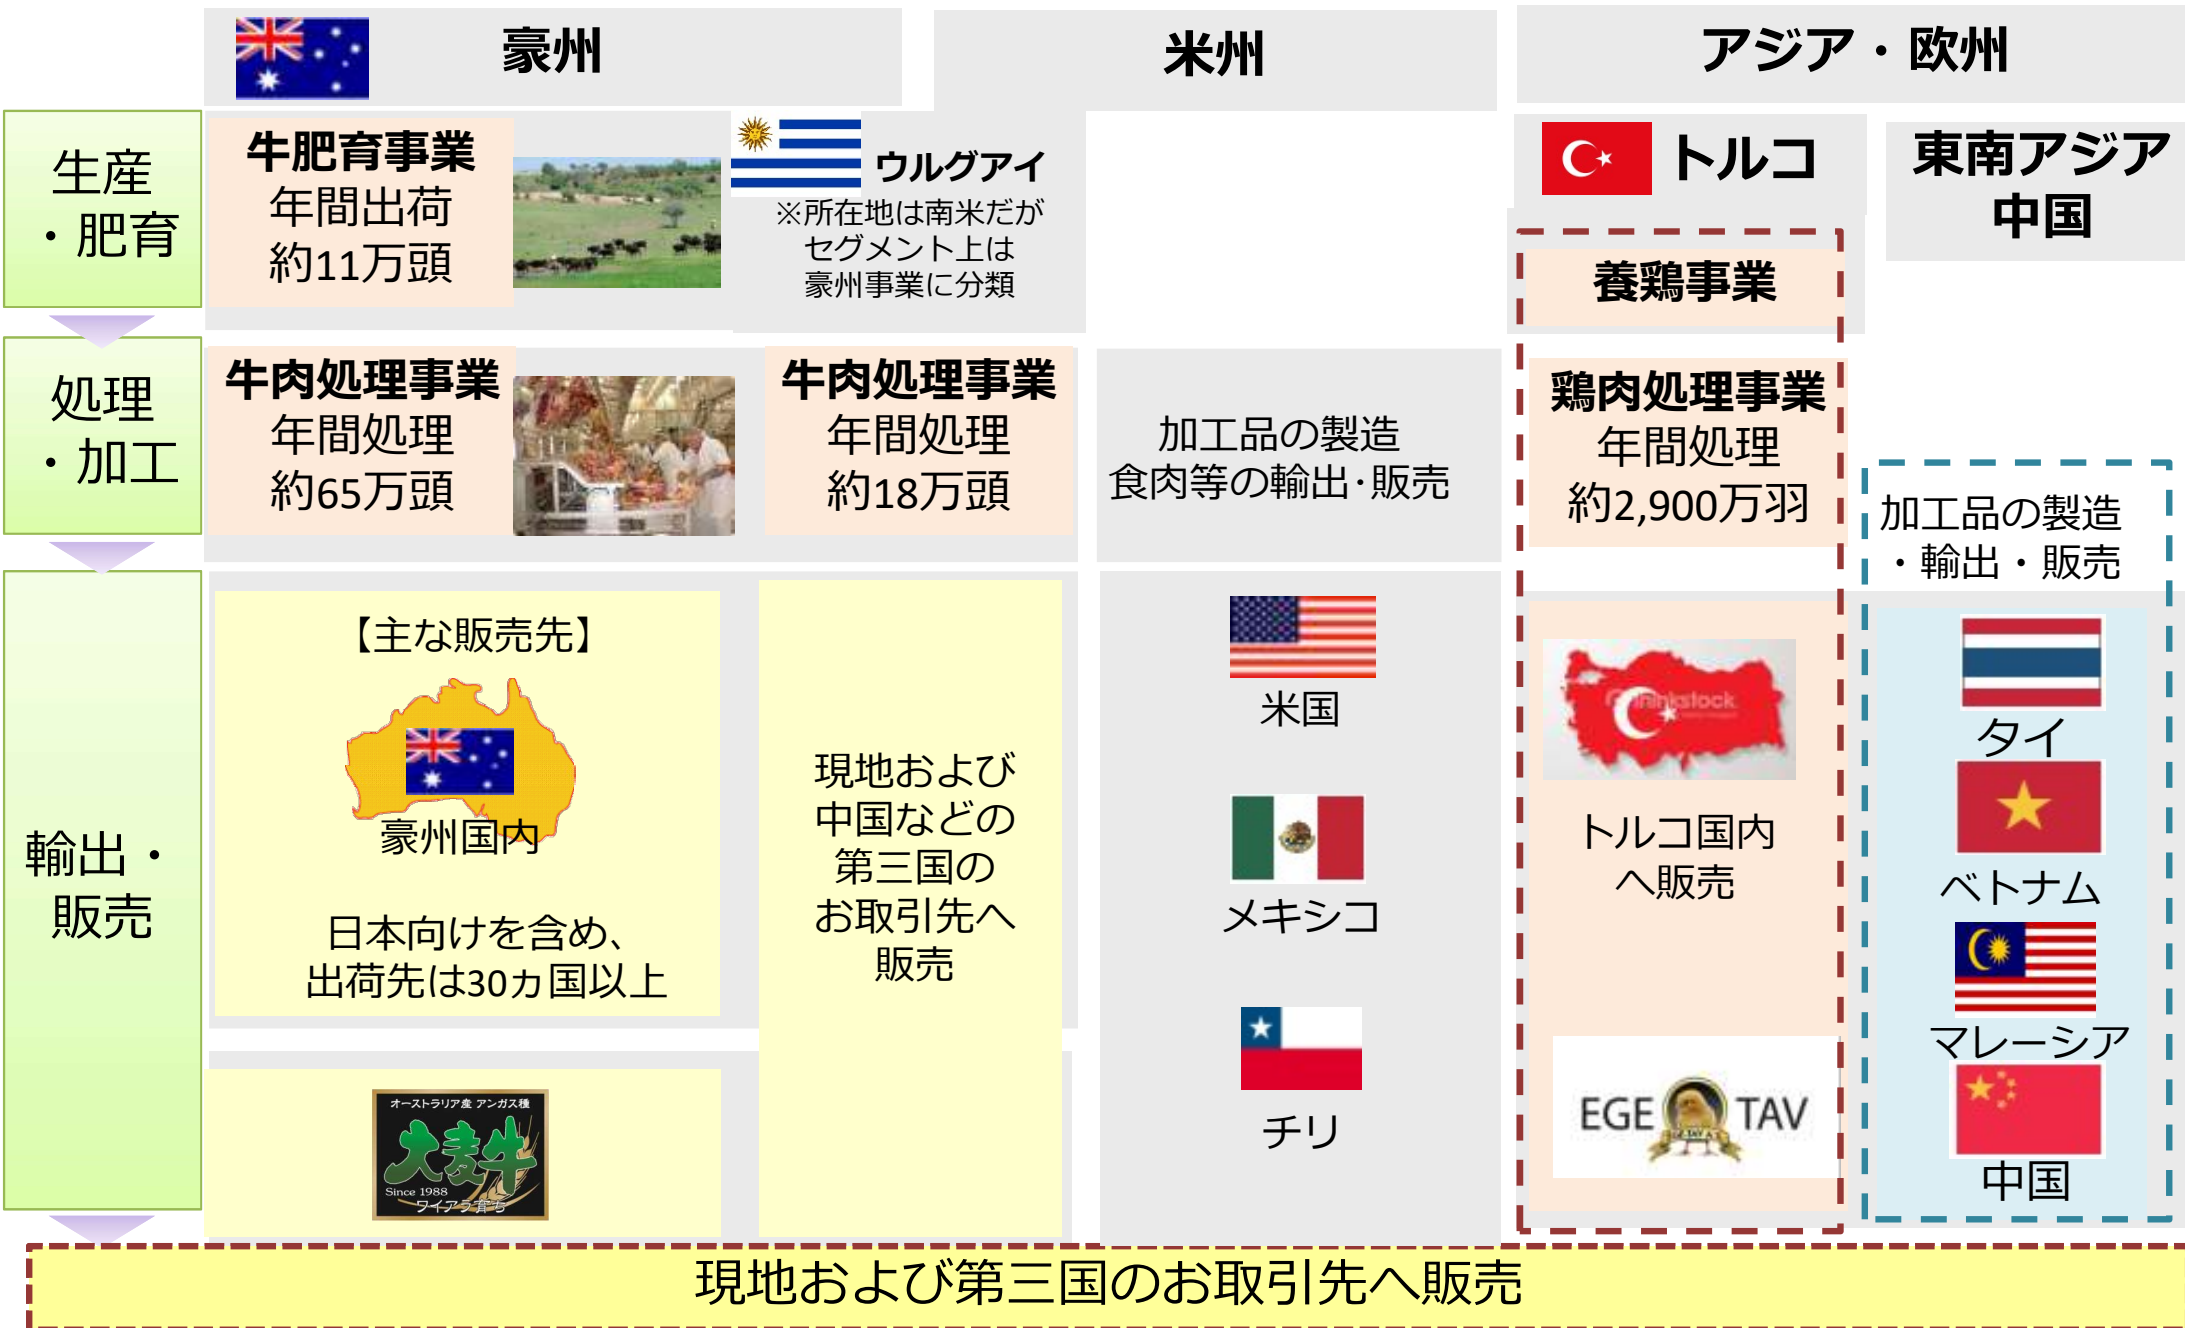 豪州
米州
アジア・欧州
生産
・肥育
牛肥育事業
年間出荷
約11万頭
ウルグアイ
※所在地は南米だが
セグメント上は
豪州事業に分類
トルコ
養鶏事業
東南アジア
中国
処理
・加工
牛肉処理事業
年間処理
約65万頭
牛肉処理事業
年間処理
約18万頭
加工品の製造
食肉等の輸出･販売
鶏肉処理事業
年間処理
約2,900万羽
加工品の製造
・輸出・販売
輸出・
販売
【主な販売先】
豪州国内
日本向けを含め、
出荷先は30ヵ国以上
オーストラリア産 アンガス種
大麦牛
Since 1988
ワイアラ育ち
現地および
中国などの
第三国の
お取引先へ
販売
米国
メキシコ
チリ
thinkstock
トルコ国内
へ販売
EGE TAV
タイ
ベトナム
マレーシア
中国
現地および第三国のお取引先へ販売